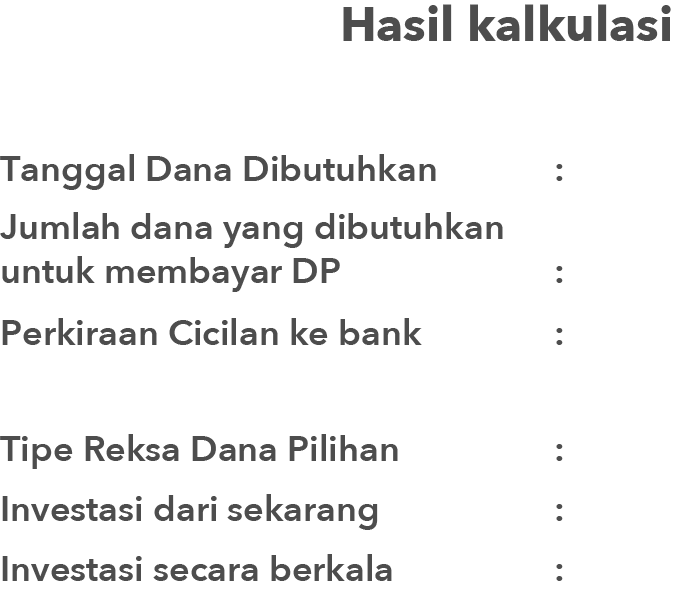 Hasil kalkulasi
Tanggal Dana Dibutuhkan :
Jumlah dana yang dibutuhkan
untuk membayar DP :
Perkiraan Cicilan ke bank :
Tipe Reksa Dana Pilihan :
Investasi dari sekarang :
Investasi secara berkala :